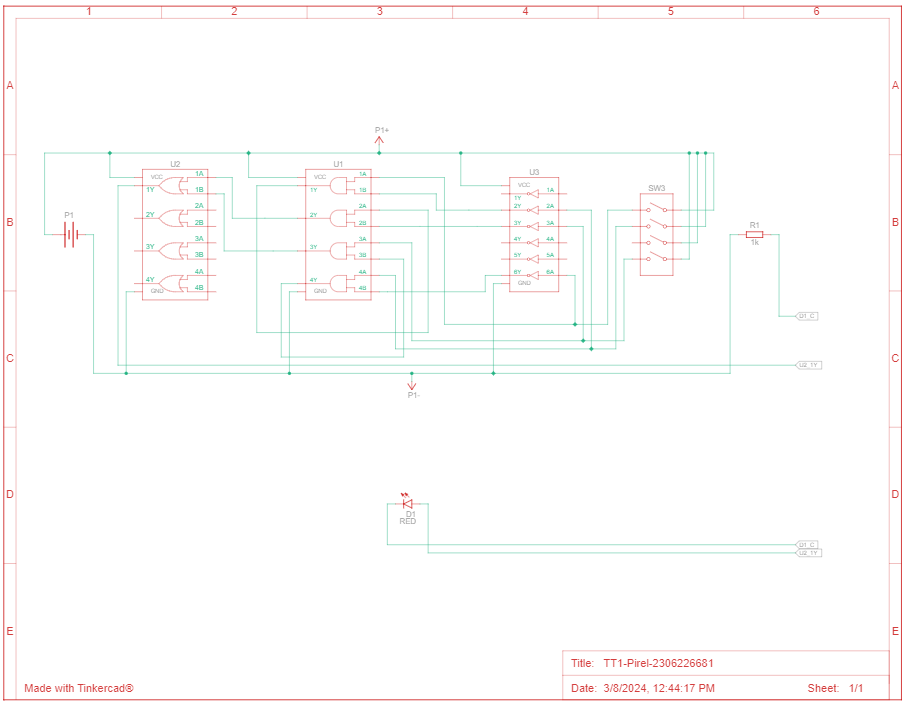 1 2 3 4 5 6
A A
P1+
U2 U1 U3
VCC 1A VCC 1A VCC
1Y 1B 1Y 1B 1Y 1A
SW3
2A 2A 2Y 2A
B 2Y 2B 2Y 2B 3Y 3A B
P1 R1
3A 3A 4Y 4A 1k
3Y 3B 3Y 3B 5Y 5A
4A 4A 6Y 6A
4Y 4B 4Y 4B GND
GND GND
D1_C
C U2_1Y C
P1-
D D
D1
RED
D1_C
U2_1Y
E E
Title: TT1-Pirel-2306226681
Made with Tinkercad® Date: 3/8/2024, 12:44:17 PM Sheet: 1/1